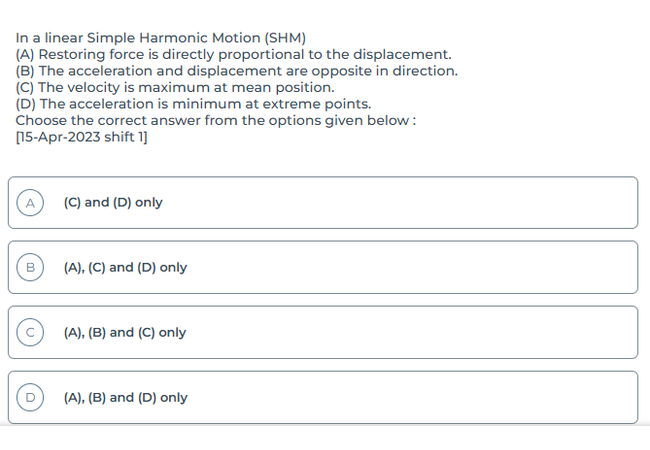 In a linear Simple Harmonic Motion (SHM)
(A) Restoring force is directly proportional to the displacement.
(B) The acceleration and displacement are opposite in direction.
(C) The velocity is maximum at mean position.
(D) The acceleration is minimum at extreme points.
Choose the correct answer from the options given below :
[15-Apr-2023 shift 1]
A (C) and (D) only
B (A), (C) and (D) only
C (A), (B) and (C) only
D (A), (B) and (D) only